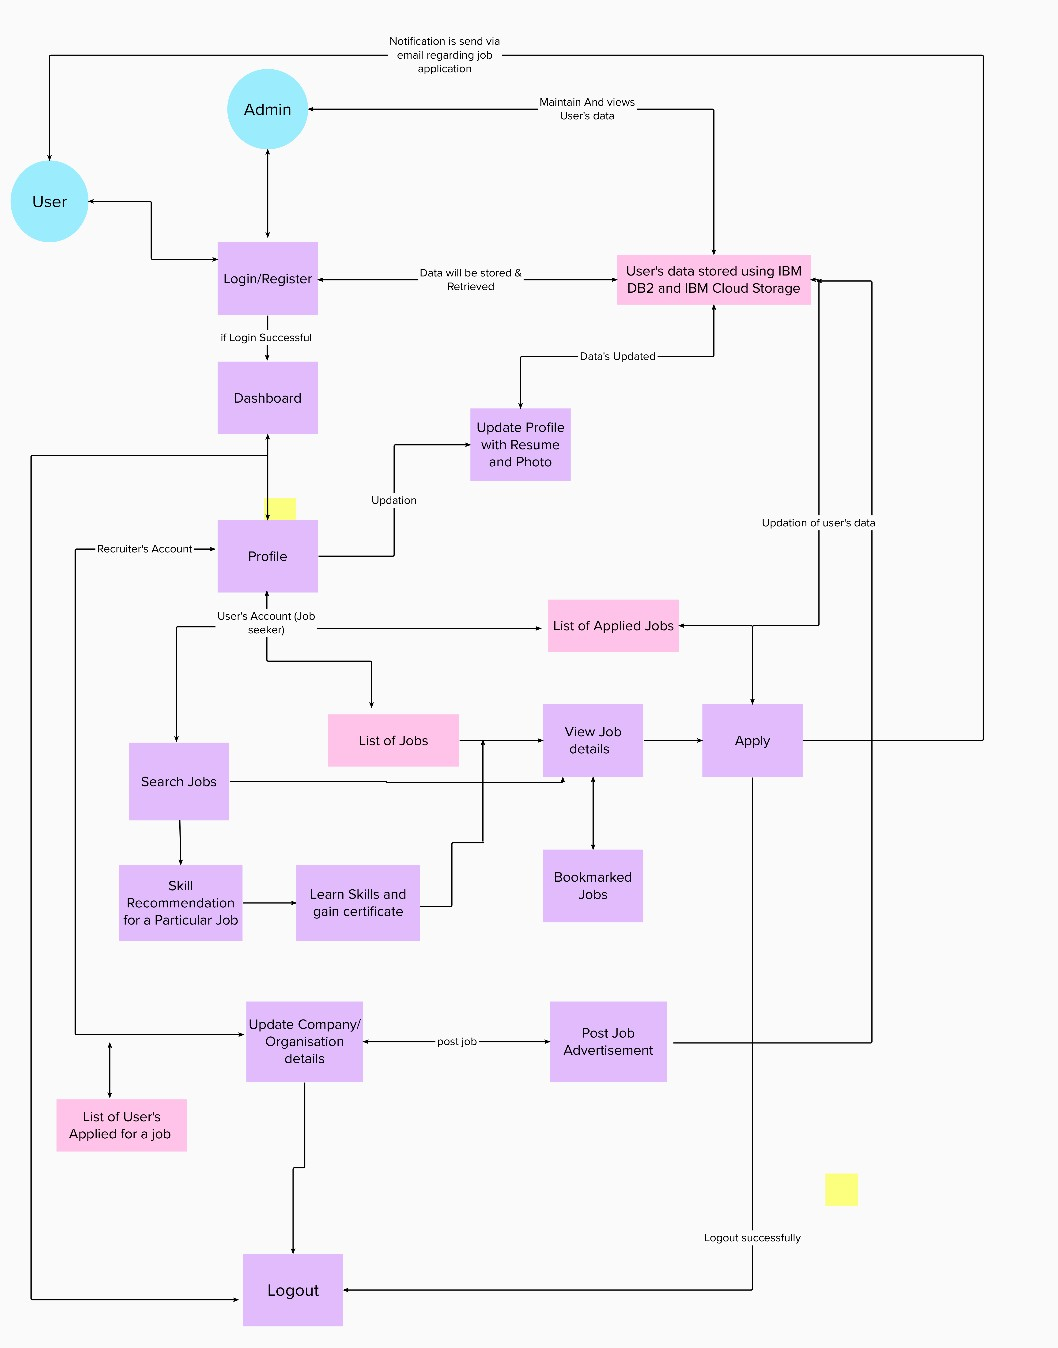 Notification is send via
email regarding job
application
Admin
Maintain And views
User's data
User
Login/Register
Data will be stored &
Retrieved
User's data stored using IBM
DB2 and IBM Cloud Storage
if Login Successful
Dashboard
Data's Updated
Update Profile
with Resume
and Photo
Updation
Updation of user's data
Recruiter's Account
Profile
User's Account (Job
seeker)
List of Applied Jobs
List of Jobs
View Job
details
Apply
Search Jobs
Skill
Recommendation
for a Particular Job
Learn Skills and
gain certificate
Bookmarked
Jobs
Update Company/
Organisation
details
post job
Post Job
Advertisement
List of User's
Applied for a job
Logout successfully
Logout